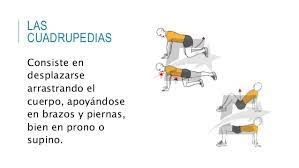 LAS
CUADRUPEDIAS
Consiste en
desplazarse
arrastrando el
cuerpo, apoyándose
en brazos y piernas,
bien en prono o
supino.